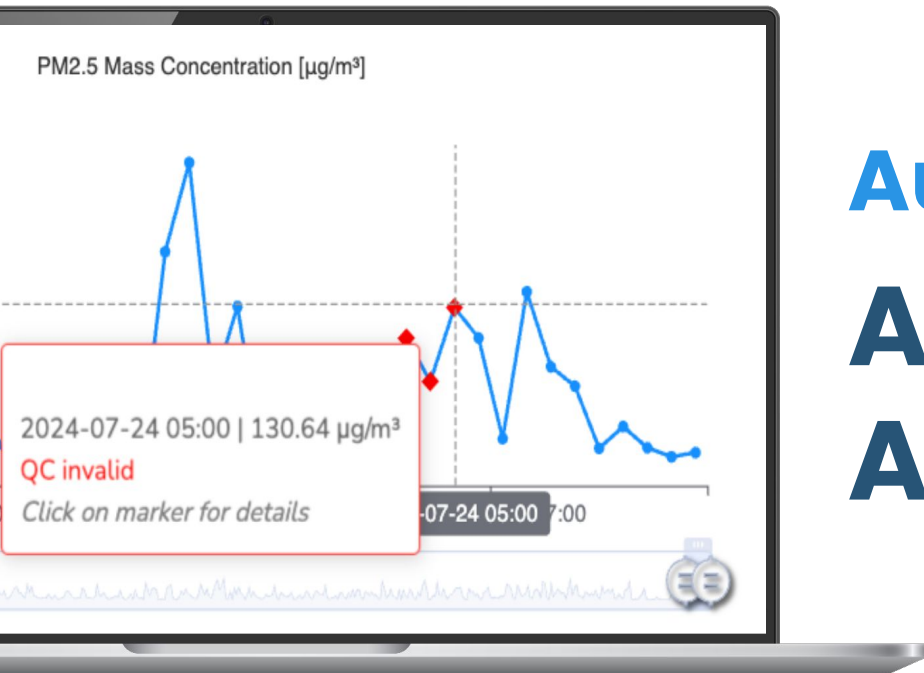 PM2.5 Mass Concentration [µg/m³]
2024-07-24 05:00 | 130.64 µg/m³
QC invalid
Click on marker for details
-07-24 05:00
7:00
Au
A
A